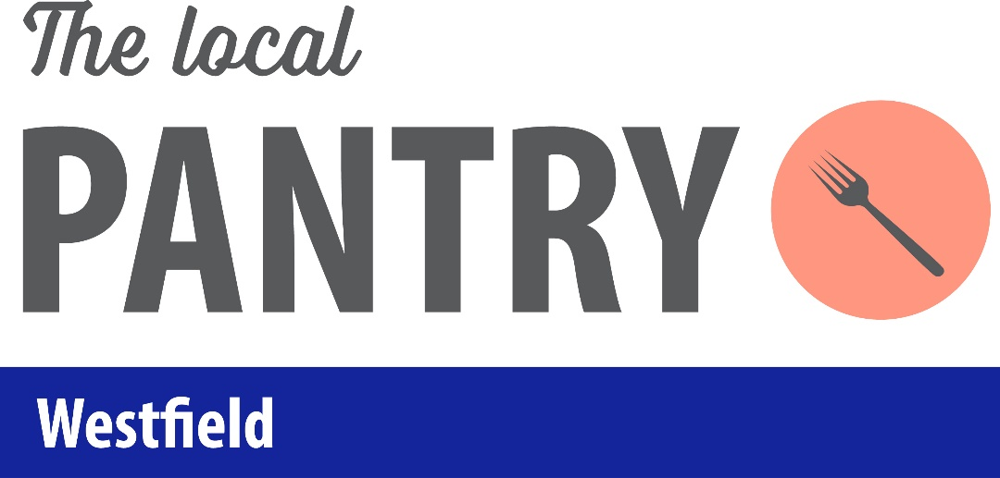 The local
PANTRY
Westfield